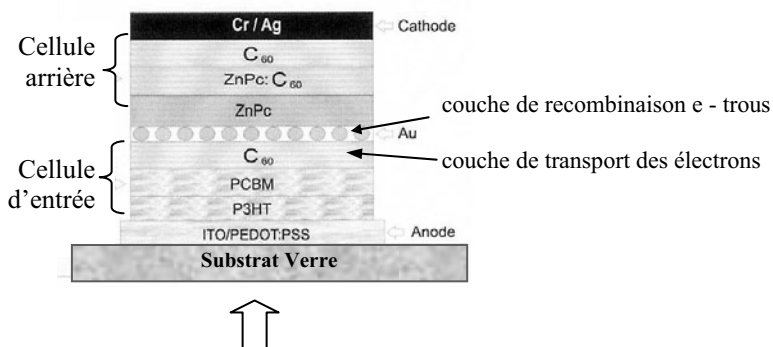 Cr / Ag
Cathode
Cellule
arrière
C60
ZnPc: C60
ZnPc
couche de recombinaison e - trous
Au
Cellule
d’entrée
C60
couche de transport des électrons
PCBM
P3HT
ITO/PEDOT:PSS
Anode
Substrat Verre